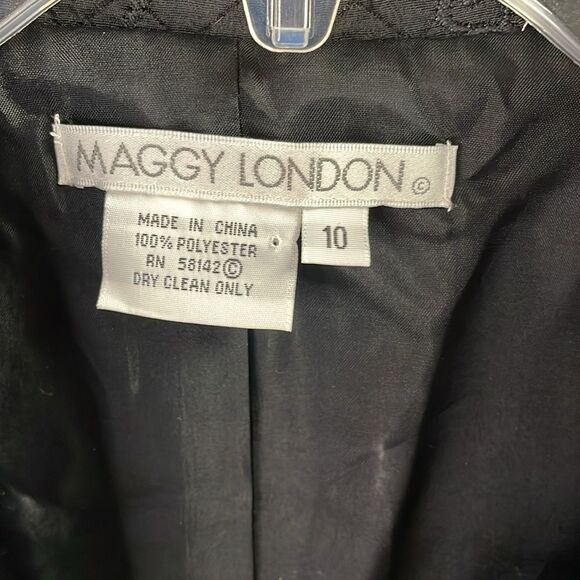 MAGGY LONDON ©
MADE IN CHINA
100% POLYESTER
RN 58142 ©
DRY CLEAN ONLY
10